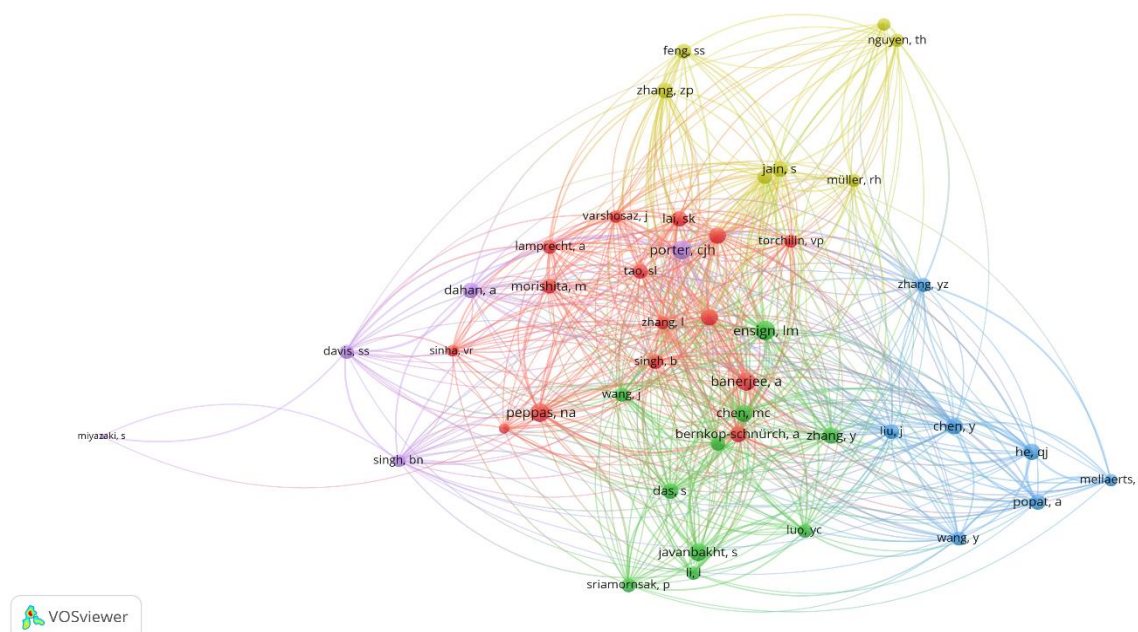 nguyen, th
feng, ss
zhang, zp
jain, s
müller, rh
varshosaz, j
lai, sk
torchilin, vp
lamprecht, a
porter, cjh
tao, sl
zhang, yz
dahan, a
morishita, m
zhang, l
ensign, lm
davis, ss
sinha, vr
singh, b
banerjee, a
wang, j
peppas, na
chen, mc
miyazaki, s
bernkop-schnürch, a
zhang, y
liu, j
chen, y
singh, bn
he, qj
mellaerts,
das, s
popat, a
luo, yc
wang, y
javanbakht, s
li, l
sriamornsak, p
VOSviewer